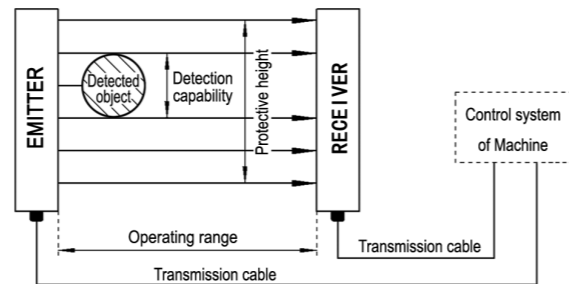 EMITTER
Detected
object
Detection
capability
Protective height
RECEIVER
Control system
of Machine
Operating range
Transmission cable
Transmission cable